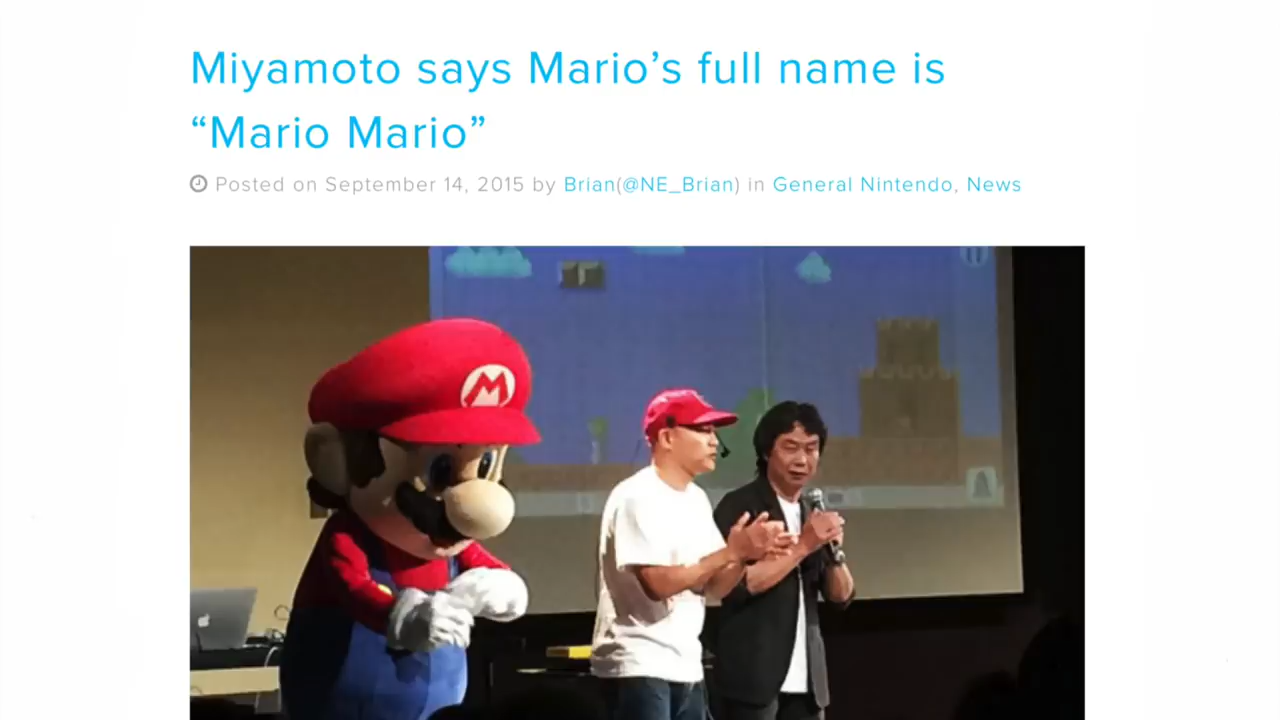 Miyamoto says Mario’s full name is
“Mario Mario”
Posted on September 14, 2015 by Brian(@NE_Brian) in General Nintendo, News
M